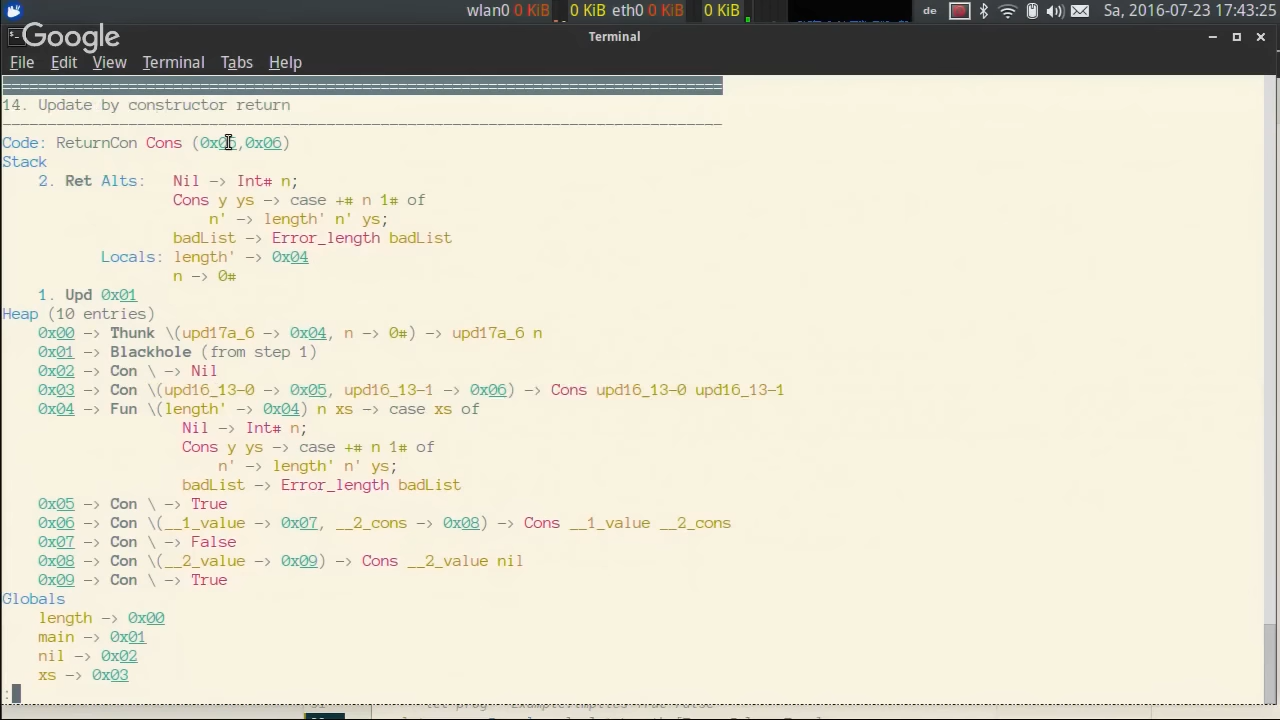 wlan0 0 KiB 0 KiB eth0 0 KiB 0 KiB de Sa, 2016-07-23 17:43:25
Google
Terminal
File Edit View Terminal Tabs Help
================================================================================
14. Update by constructor return
--------------------------------------------------------------------------------
Code: ReturnCon Cons (0x05,0x06)
Stack
2. Ret Alts: Nil -> Int# n;
Cons y ys -> case +# n 1# of
n' -> length' n' ys;
badList -> Error_length badList
Locals: length' -> 0x04
n -> 0#
1. Upd 0x01
Heap (10 entries)
0x00 -> Thunk \(upd17a_6 -> 0x04, n -> 0#) -> upd17a_6 n
0x01 -> Blackhole (from step 1)
0x02 -> Con \ -> Nil
0x03 -> Con \(upd16_13-0 -> 0x05, upd16_13-1 -> 0x06) -> Cons upd16_13-0 upd16_13-1
0x04 -> Fun \(length' -> 0x04) n xs -> case xs of
Nil -> Int# n;
Cons y ys -> case +# n 1# of
n' -> length' n' ys;
badList -> Error_length badList
0x05 -> Con \ -> True
0x06 -> Con \(__1_value -> 0x07, __2_cons -> 0x08) -> Cons __1_value __2_cons
0x07 -> Con \ -> False
0x08 -> Con \(__2_value -> 0x09) -> Cons __2_value nil
0x09 -> Con \ -> True
Globals
length -> 0x00
main -> 0x01
nil -> 0x02
xs -> 0x03
: